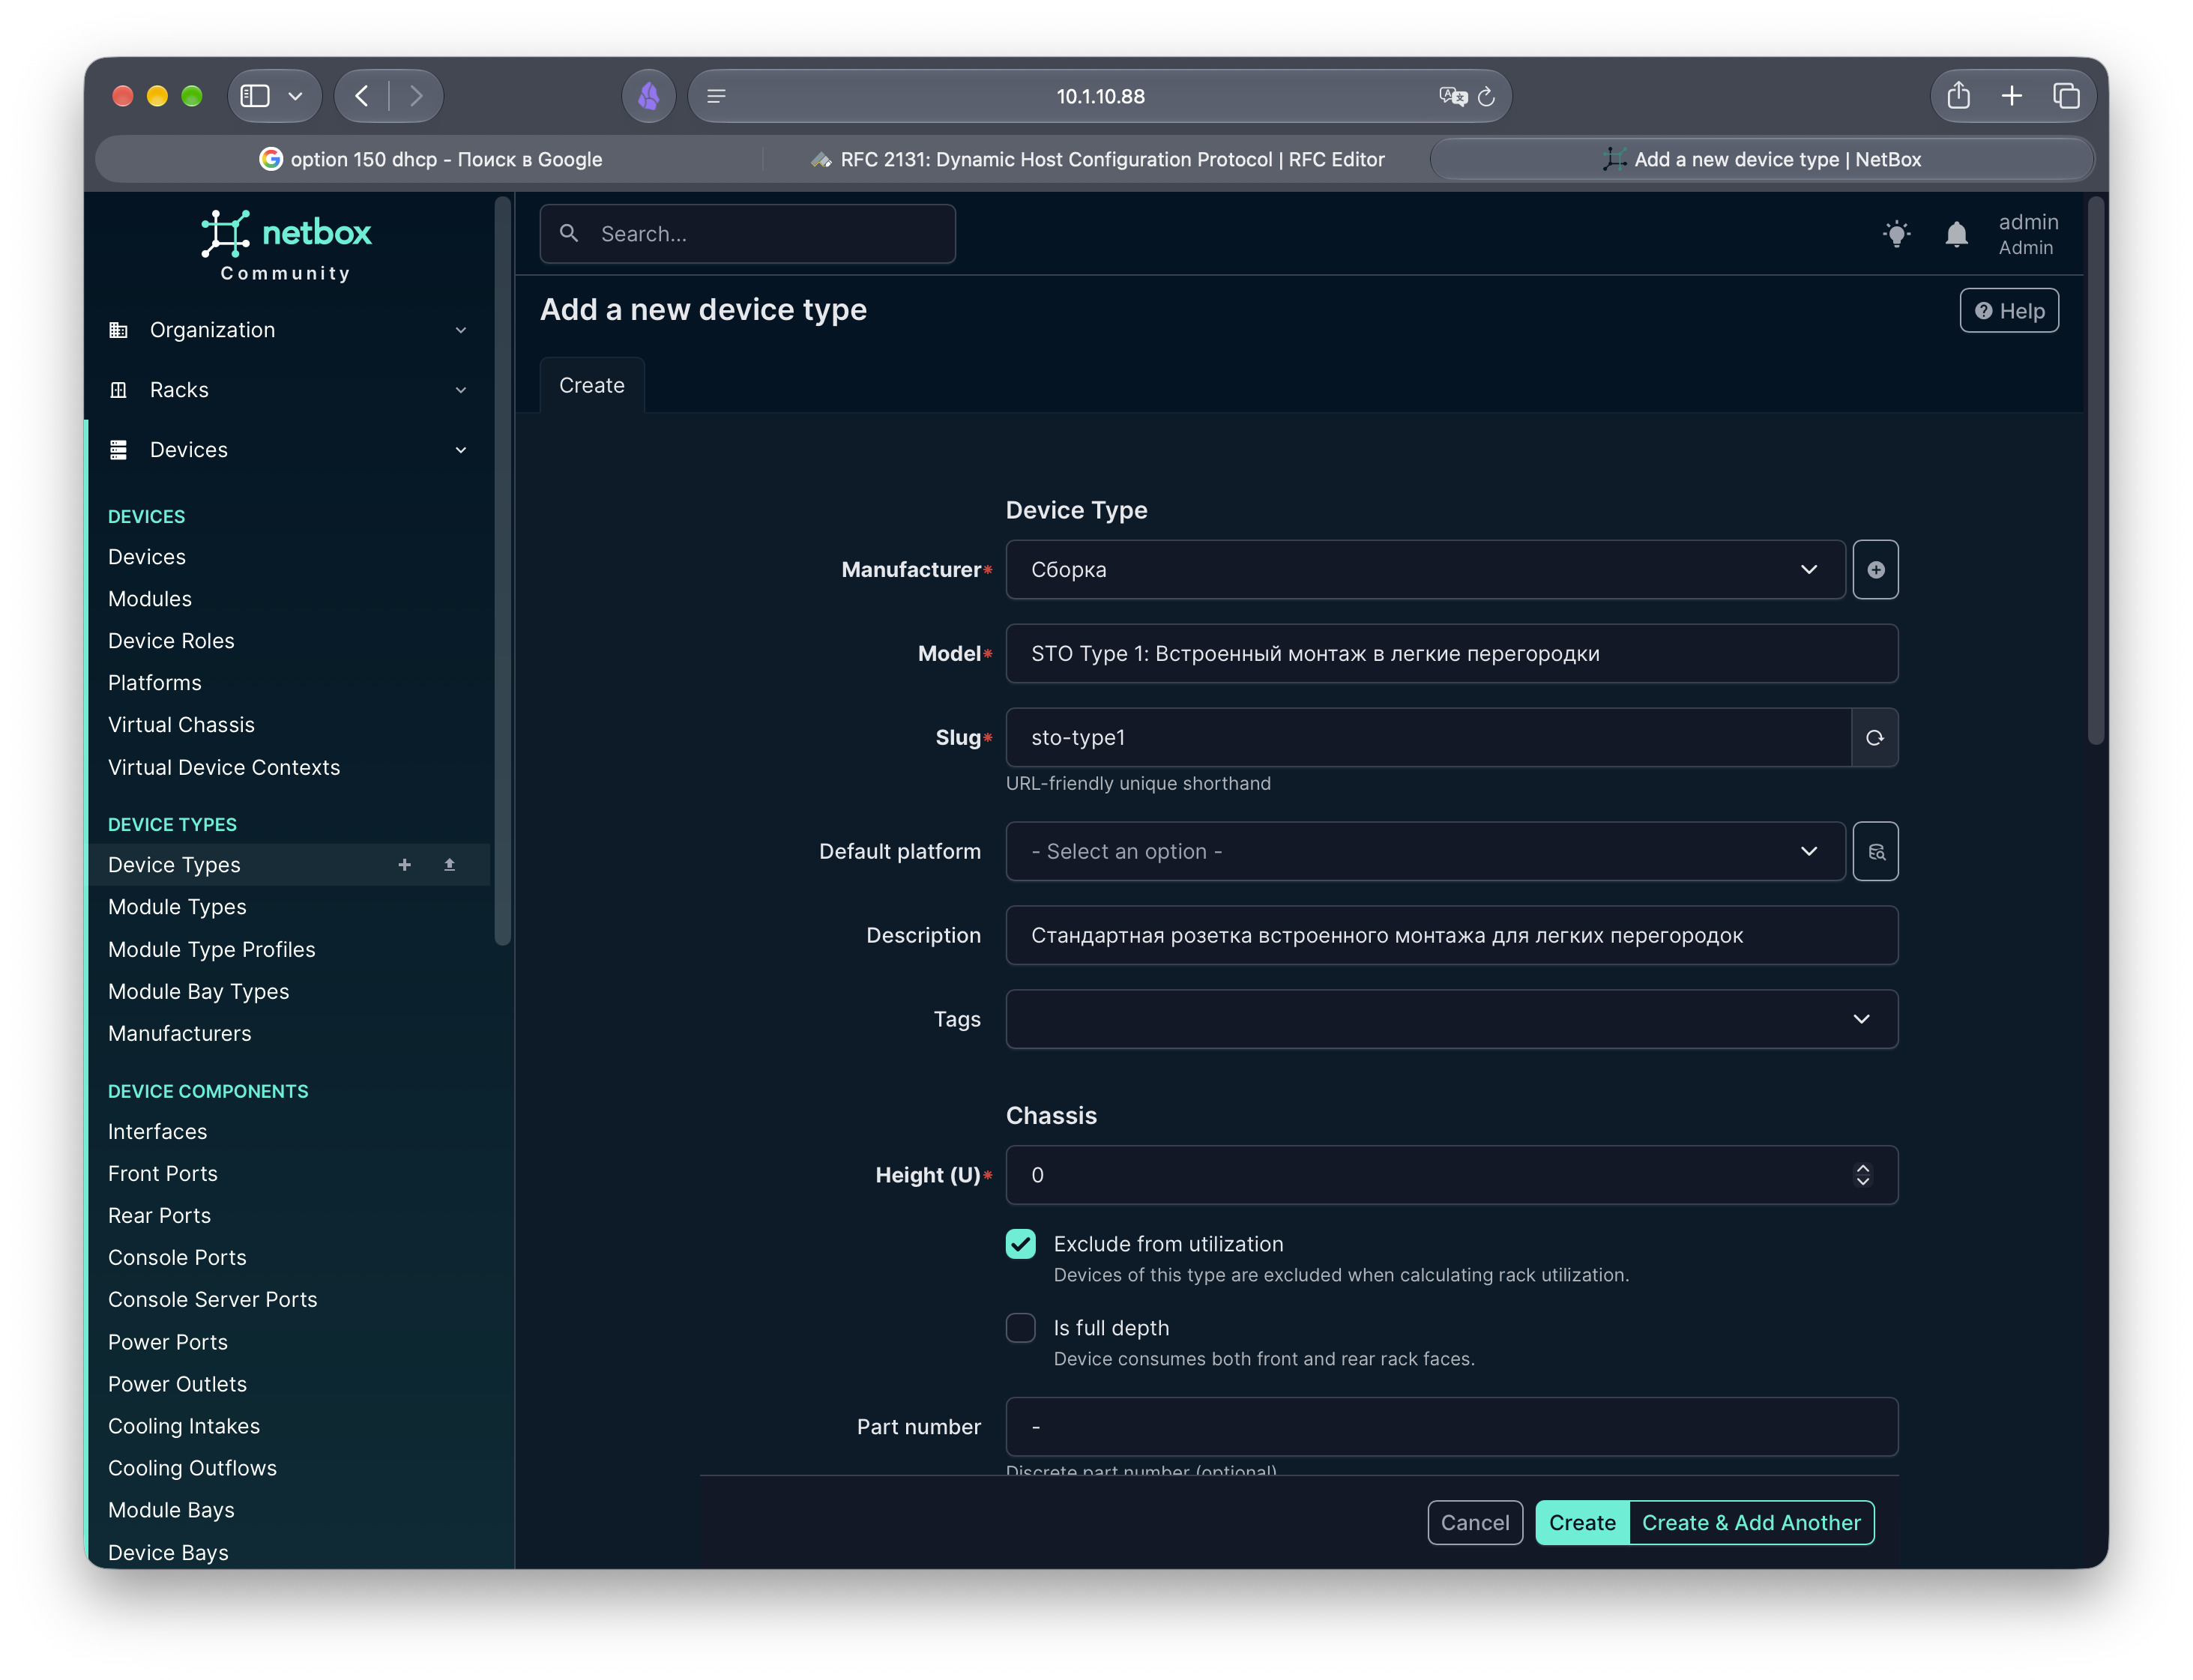 10.1.10.88
option 150 dhcp - Поиск в Google
RFC 2131: Dynamic Host Configuration Protocol | RFC Editor
Add a new device type | NetBox
netbox
Community
Organization
Racks
Devices
DEVICES
Devices
Modules
Device Roles
Platforms
Virtual Chassis
Virtual Device Contexts
DEVICE TYPES
Device Types
Module Types
Module Type Profiles
Module Bay Types
Manufacturers
DEVICE COMPONENTS
Interfaces
Front Ports
Rear Ports
Console Ports
Console Server Ports
Power Ports
Power Outlets
Cooling Intakes
Cooling Outflows
Module Bays
Device Bays
Search...
admin
Admin
Add a new device type
Help
Create
Device Type
Manufacturer* Сборка
Model* STO Type 1: Встроенный монтаж в легкие перегородки
Slug* sto-type1
URL-friendly unique shorthand
Default platform - Select an option -
Description Стандартная розетка встроенного монтажа для легких перегородок
Tags
Chassis
Height (U)* 0
Exclude from utilization
Devices of this type are excluded when calculating rack utilization.
Is full depth
Device consumes both front and rear rack faces.
Part number -
Discrete part number (optional)
Cancel Create Create & Add Another